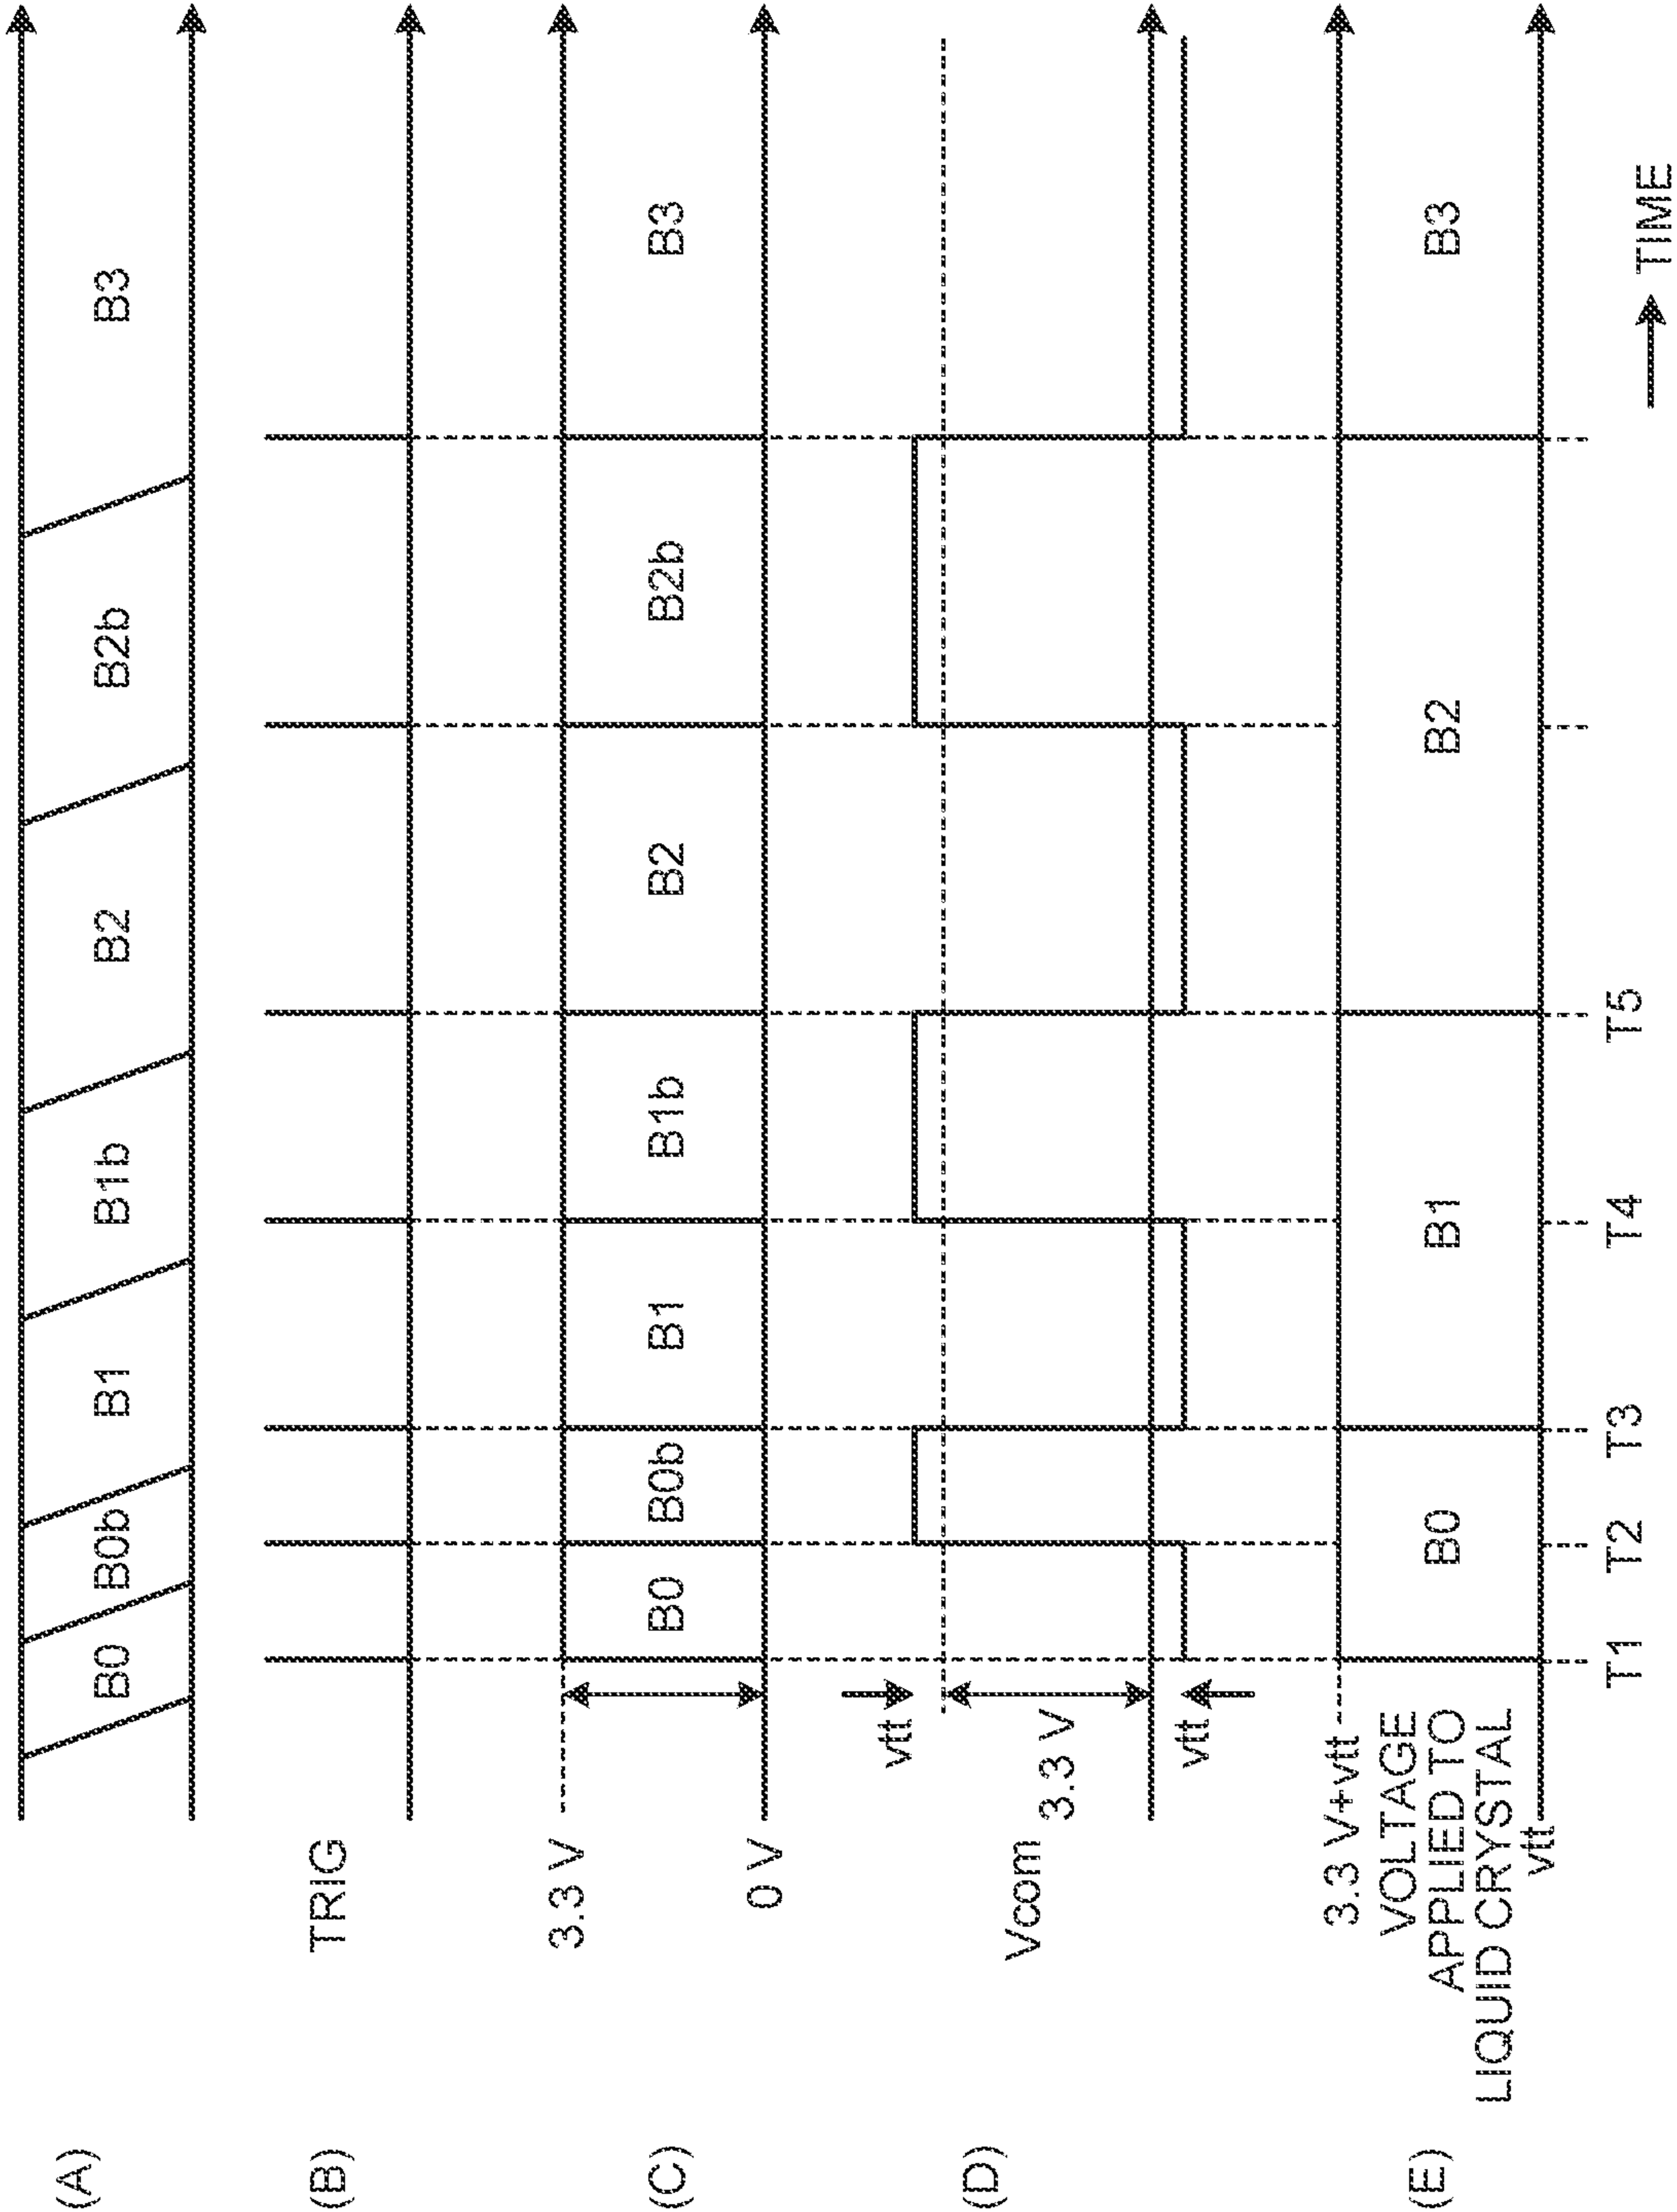 (A)
B0
B0b
B1
B1b
B2
B2b
B3
(B)
TRIG
(C)
3.3 V
0 V
B0
B0b
B1
B1b
B2
B2b
B3
(D)
Vcom
vtt
3.3 V
vtt
(E)
3.3 V+vtt
VOLTAGE
APPLIED TO
LIQUID CRYSTAL
vtt
B0
B1
B2
B3
T1
T2
T3
T4
T5
TIME